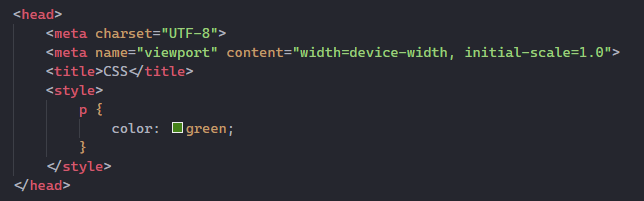 <head>
<meta charset="UTF-8">
<meta name="viewport" content="width=device-width, initial-scale=1.0">
<title>CSS</title>
<style>
p {
color: green;
}
</style>
</head>